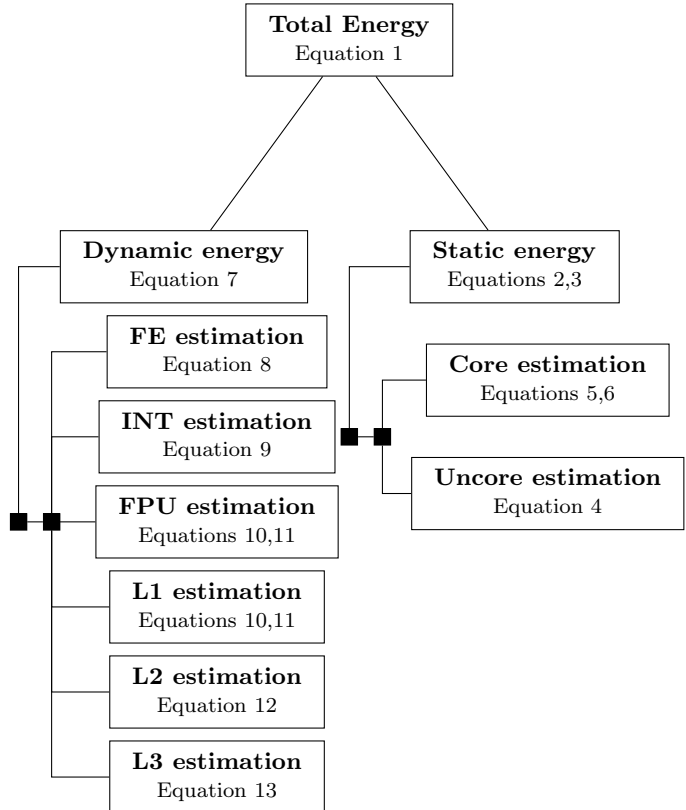 Total Energy
Equation 1
Dynamic energy
Equation 7
Static energy
Equations 2,3
FE estimation
Equation 8
Core estimation
Equations 5,6
INT estimation
Equation 9
Uncore estimation
Equation 4
FPU estimation
Equations 10,11
L1 estimation
Equations 10,11
L2 estimation
Equation 12
L3 estimation
Equation 13